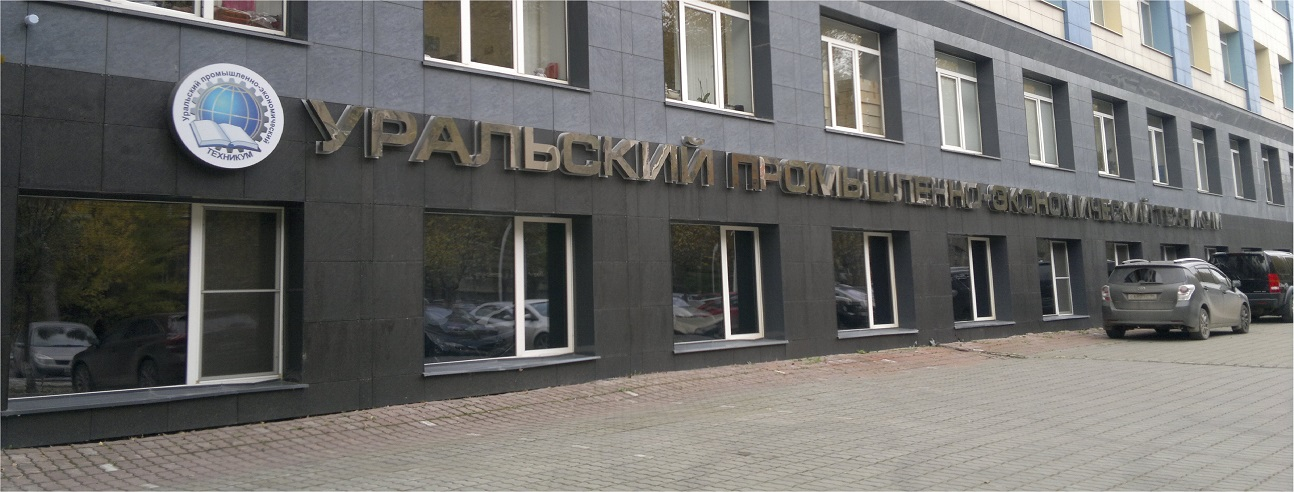 Уральский промышленно-экономический
ТЕХНИКУМ
УРАЛЬСКИЙ ПРОМЫШЛЕННО-ЭКОНОМИЧЕСКИЙ ТЕХНИКУМ